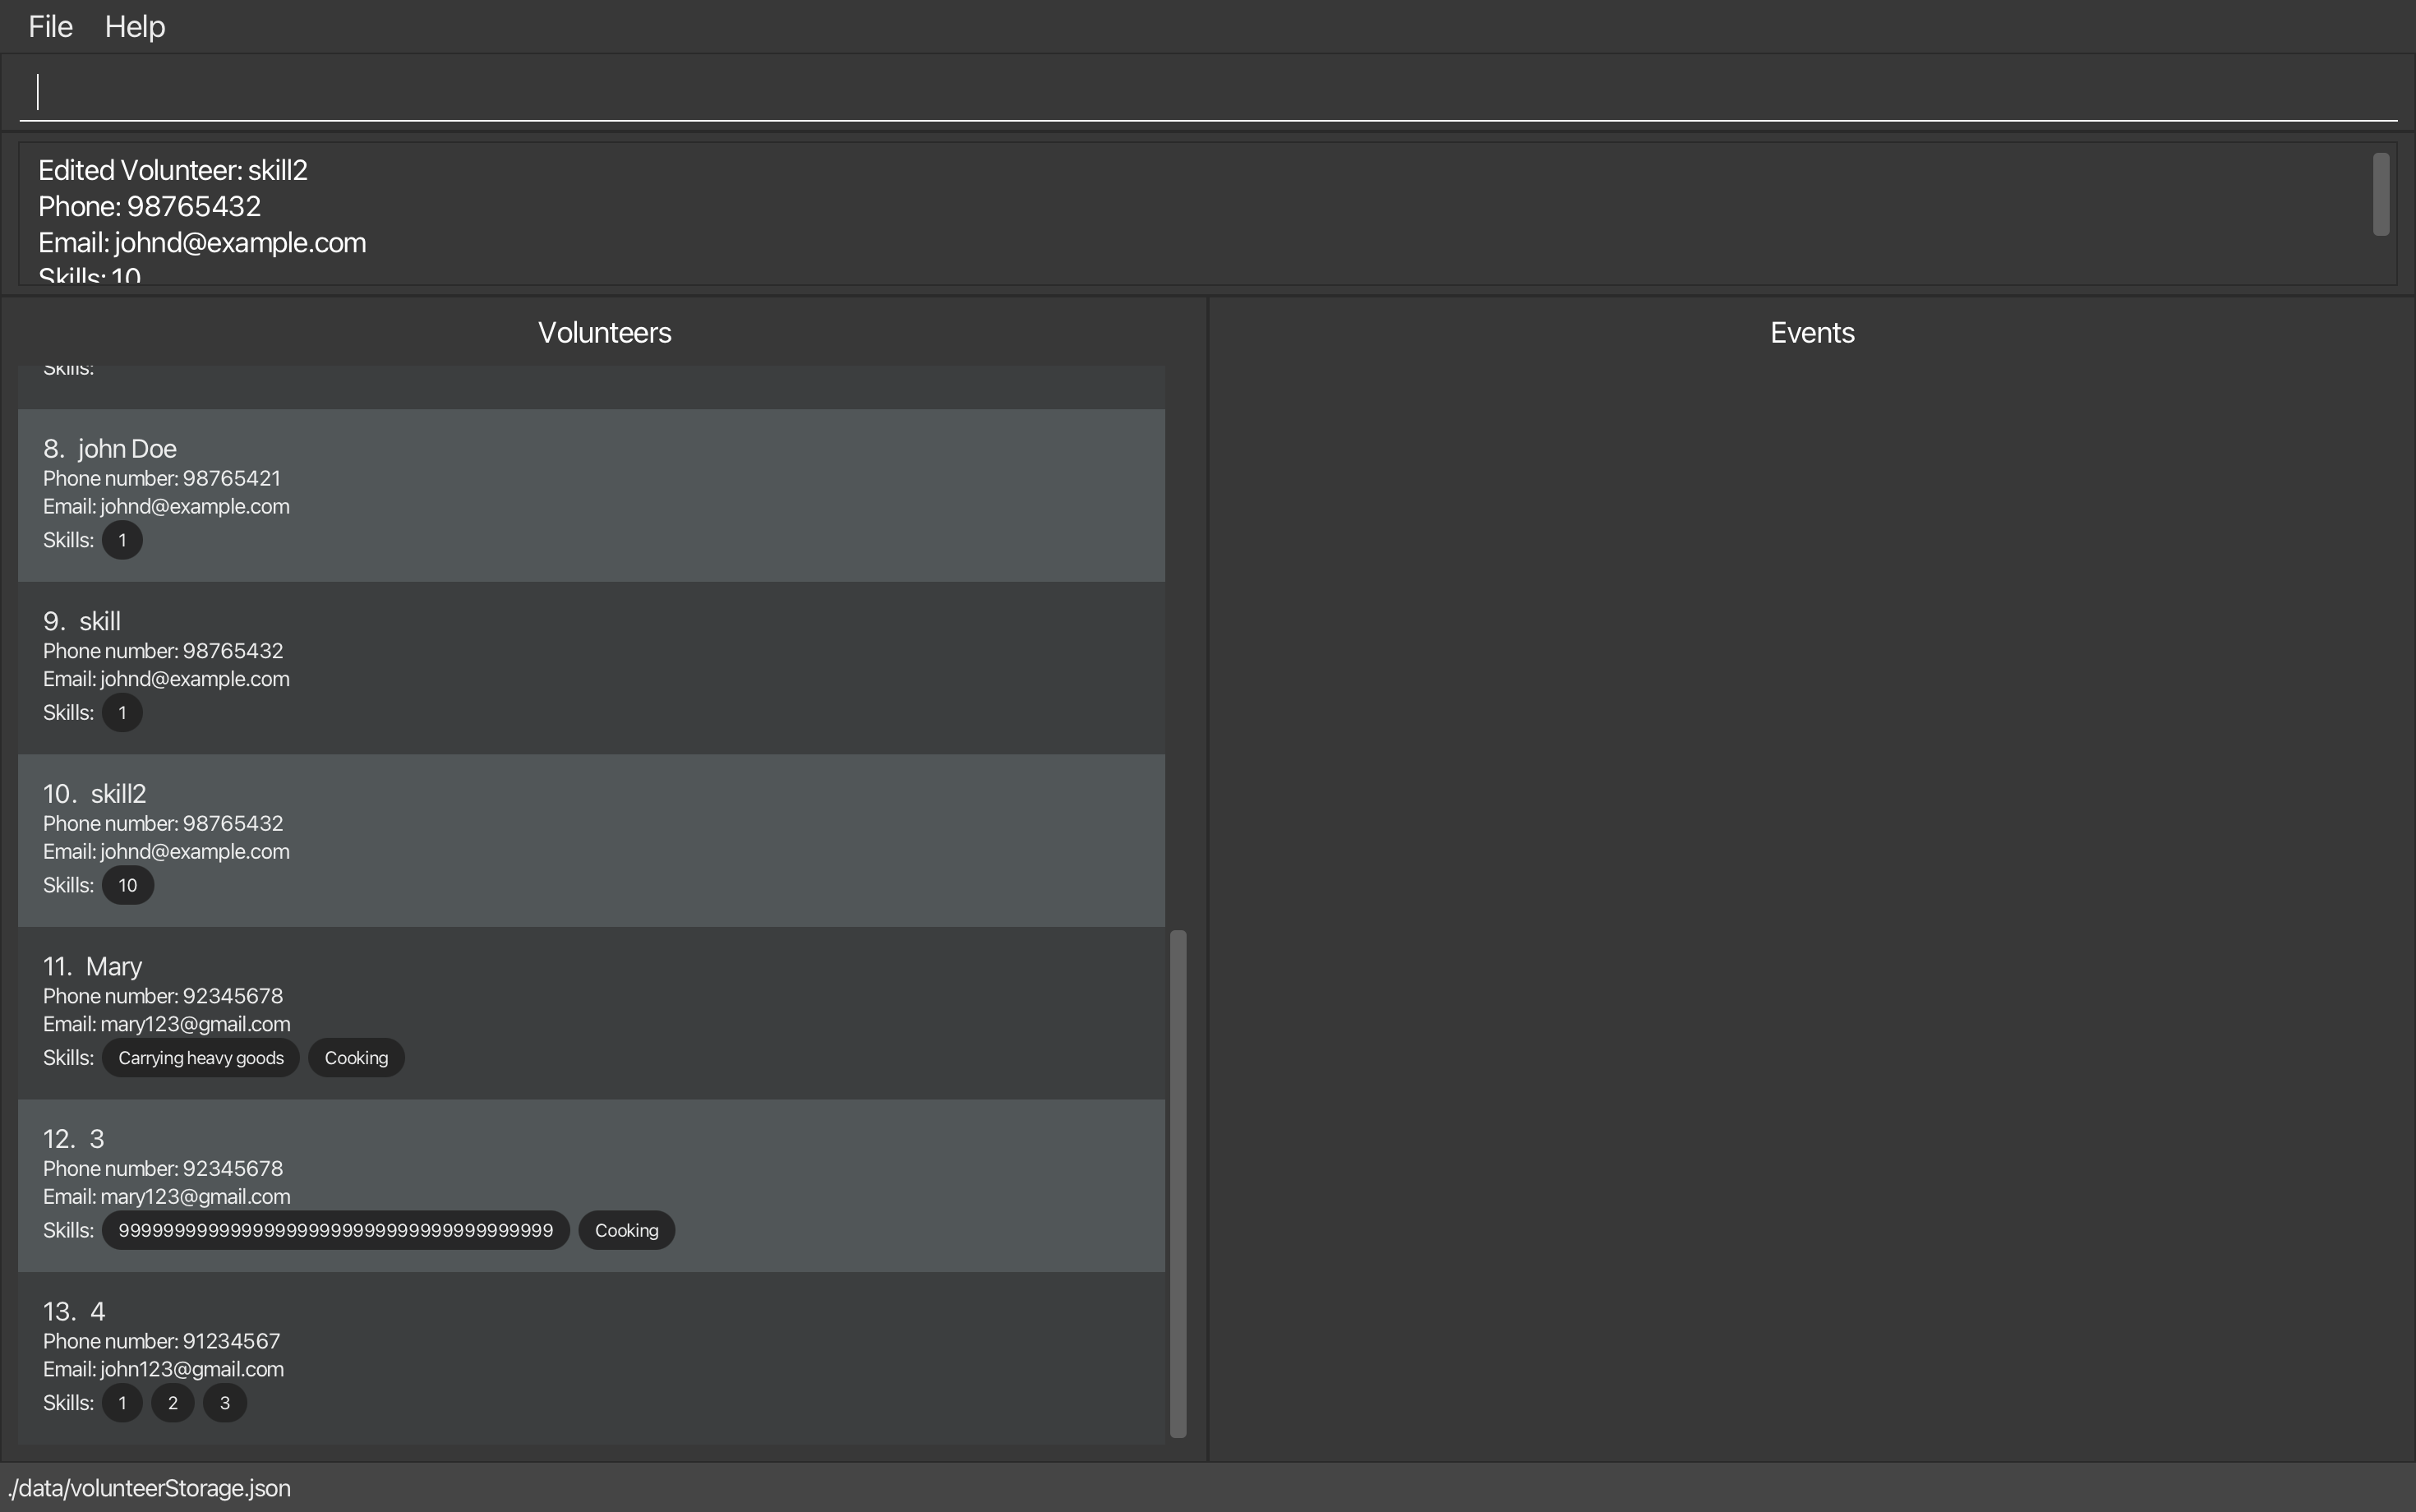 File Help
Edited Volunteer: skill2
Phone: 98765432
Email: johnd@example.com
Skills: 10
Volunteers
Skills:
8. john Doe
Phone number: 98765421
Email: johnd@example.com
Skills: 1
9. skill
Phone number: 98765432
Email: johnd@example.com
Skills: 1
10. skill2
Phone number: 98765432
Email: johnd@example.com
Skills: 10
11. Mary
Phone number: 92345678
Email: mary123@gmail.com
Skills: Carrying heavy goods Cooking
12. 3
Phone number: 92345678
Email: mary123@gmail.com
Skills: Cooking
13. 4
Phone number: 91234567
Email: john123@gmail.com
Skills: 1 2 3
Events
./data/volunteerStorage.json